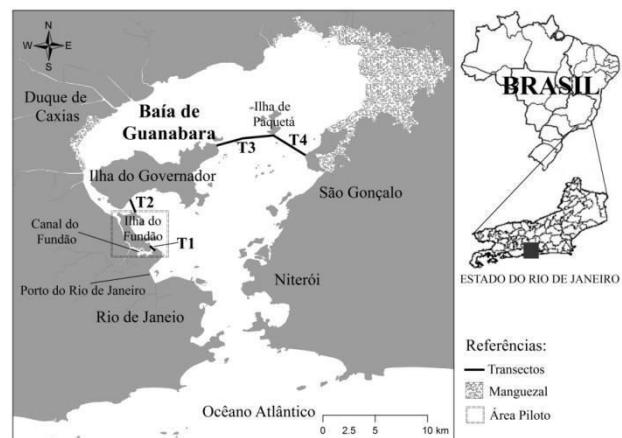 N
W E
S
Duque de
Caxias
Baía de
Guanabara
Ilha de
Paquetá
T3
T4
Ilha do Governador
São Gonçalo
T2
Ilha do
Fundão
Canal do
Fundão
T1
Porto do Rio de Janeiro
Niterói
Rio de Janeio
Ocêano Atlântico
0 2.5 5 10 km
BRASIL
ESTADO DO RIO DE JANEIRO
Referências:
Transectos
Manguezal
Área Piloto